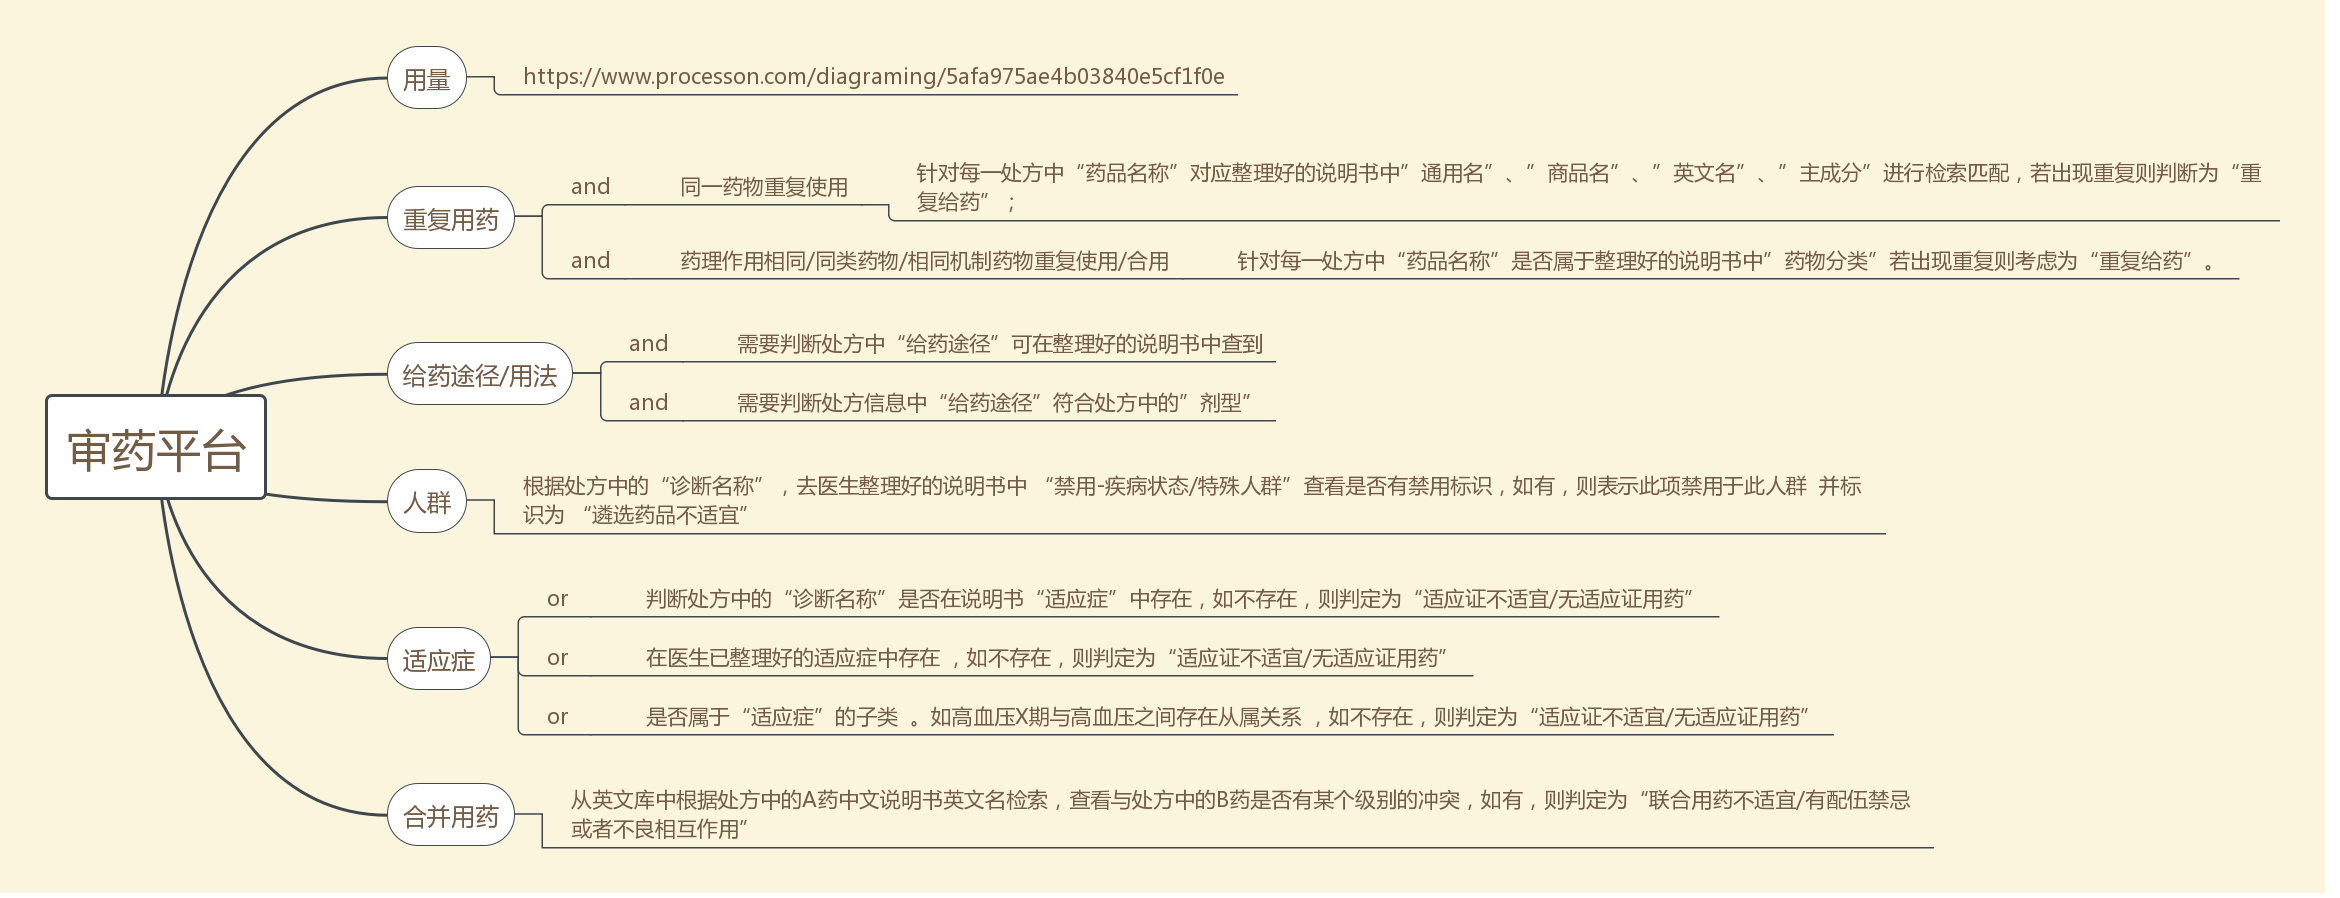 审药平台
用量
https://www.processon.com/diagraming/5afa975ae4b03840e5cf1f0e
重复用药
and
同一药物重复使用
针对每一处方中“药品名称”对应整理好的说明书中”通用名”、”商品名”、”英文名”、”主成分”进行检索匹配，若出现重复则判断为“重
复给药”；
and
药理作用相同/同类药物/相同机制药物重复使用/合用
针对每一处方中“药品名称”是否属于整理好的说明书中”药物分类”若出现重复则考虑为“重复给药”。
给药途径/用法
and
需要判断处方中“给药途径”可在整理好的说明书中查到
and
需要判断处方信息中“给药途径”符合处方中的”剂型”
人群
根据处方中的“诊断名称”，去医生整理好的说明书中 “禁用-疾病状态/特殊人群”查看是否有禁用标识，如有，则表示此项禁用于此人群 并标
识为 “遴选药品不适宜”
适应症
or
判断处方中的“诊断名称”是否在说明书“适应症”中存在，如不存在，则判定为“适应证不适宜/无适应证用药”
or
在医生已整理好的适应症中存在 ，如不存在，则判定为“适应证不适宜/无适应证用药”
or
是否属于“适应症”的子类 。如高血压X期与高血压之间存在从属关系 ，如不存在，则判定为“适应证不适宜/无适应证用药”
合并用药
从英文库中根据处方中的A药中文说明书英文名检索，查看与处方中的B药是否有某个级别的冲突，如有，则判定为“联合用药不适宜/有配伍禁忌
或者不良相互作用”